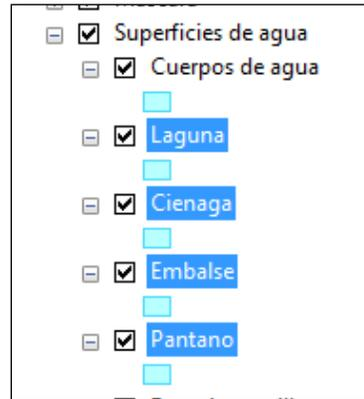 Superficies de agua
Cuerpos de agua
Laguna
Cienaga
Embalse
Pantano